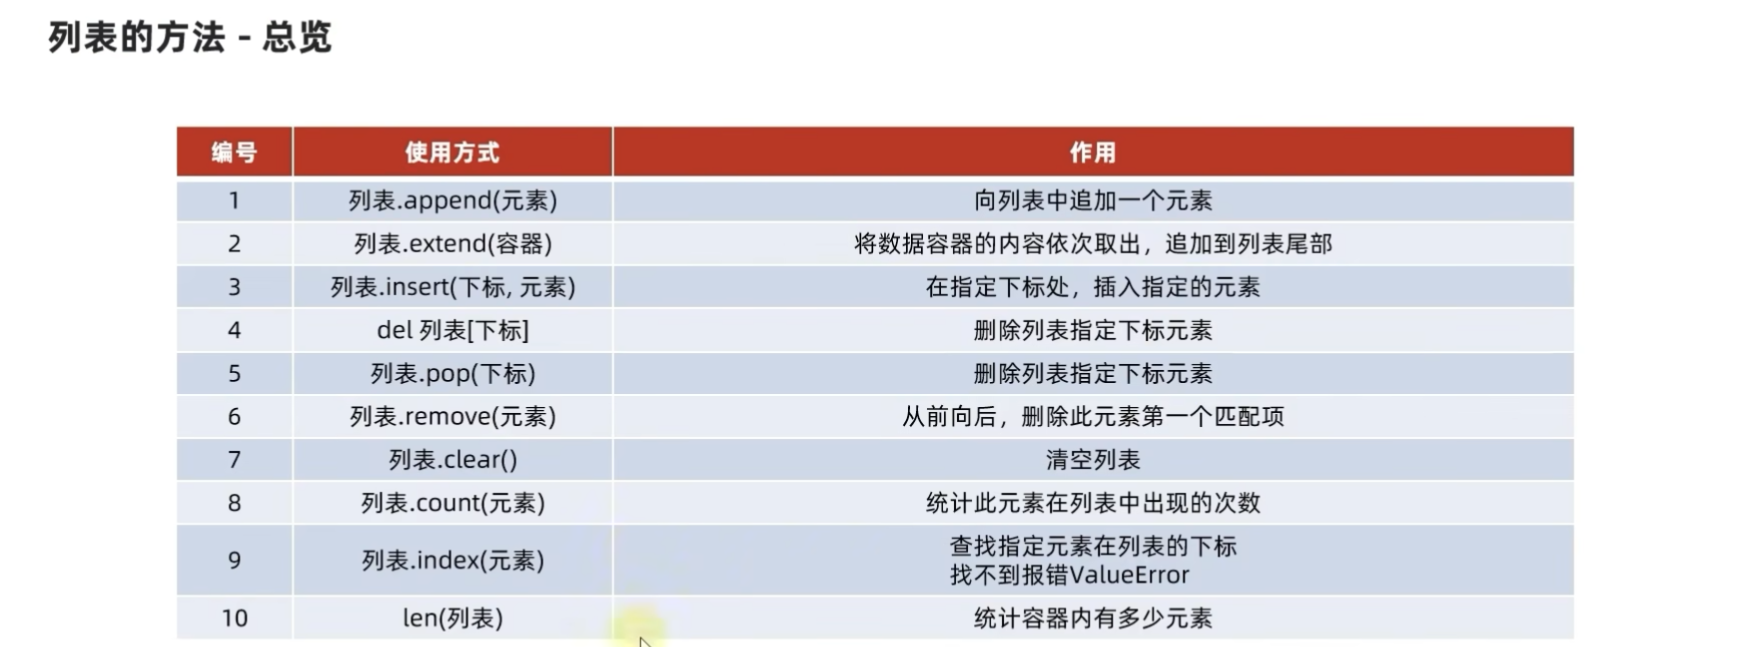 列表的方法 - 总览
编号 使用方式 作用
1 列表.append(元素) 向列表中追加一个元素
2 列表.extend(容器) 将数据容器的内容依次取出，追加到列表尾部
3 列表.insert(下标, 元素) 在指定下标处，插入指定的元素
4 del 列表[下标] 删除列表指定下标元素
5 列表.pop(下标) 删除列表指定下标元素
6 列表.remove(元素) 从前向后，删除此元素第一个匹配项
7 列表.clear() 清空列表
8 列表.count(元素) 统计此元素在列表中出现的次数
9 列表.index(元素) 查找指定元素在列表的下标
找不到报错ValueError
10 len(列表) 统计容器内有多少元素